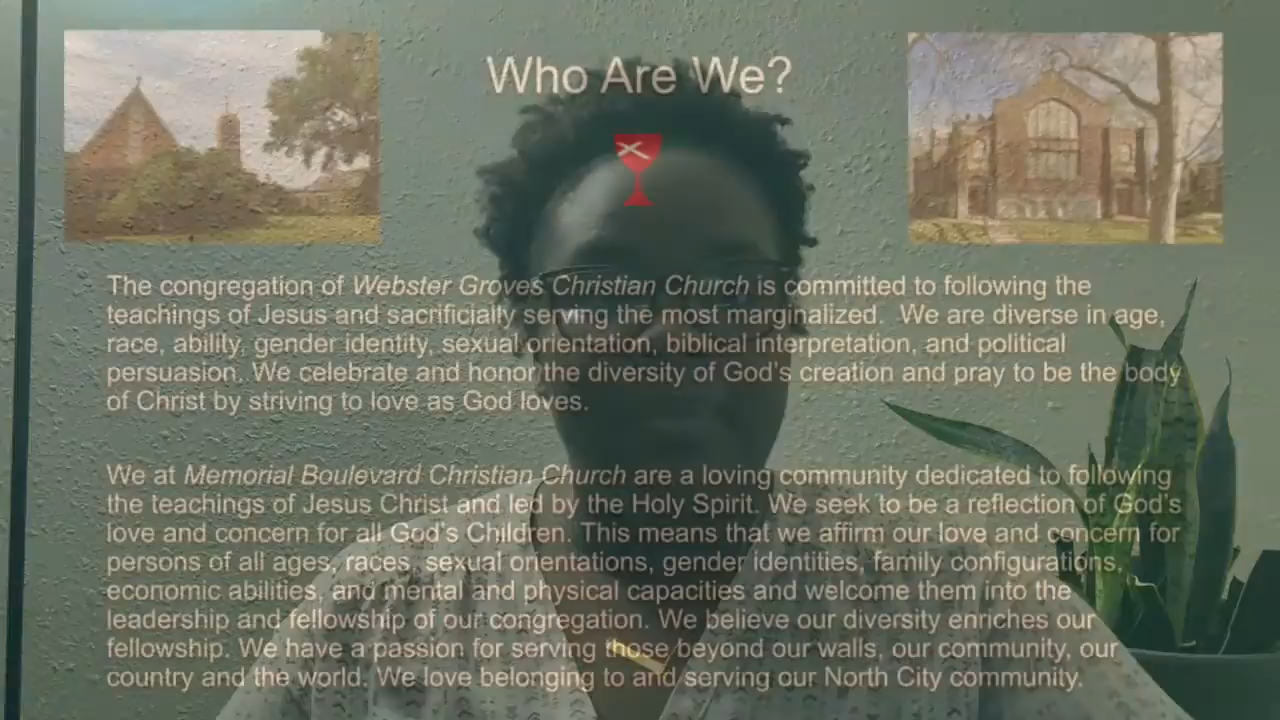 Who Are We?
The congregation of Webster Groves Christian Church is committed to following the
teachings of Jesus and sacrificially serving the most marginalized.  We are diverse in age,
race, ability, gender identity, sexual orientation, biblical interpretation, and political
persuasion. We celebrate and honor the diversity of God's creation and pray to be the body
of Christ by striving to love as God loves.
We at Memorial Boulevard Christian Church are a loving community dedicated to following
the teachings of Jesus Christ and led by the Holy Spirit. We seek to be a reflection of God's
love and concern for all God's Children. This means that we affirm our love and concern for
persons of all ages, races, sexual orientations, gender identities, family configurations,
economic abilities, and mental and physical capacities and welcome them into the
leadership and fellowship of our congregation. We believe our diversity enriches our
fellowship. We have a passion for serving those beyond our walls, our community, our
country and the world. We love belonging to and serving our North City community.